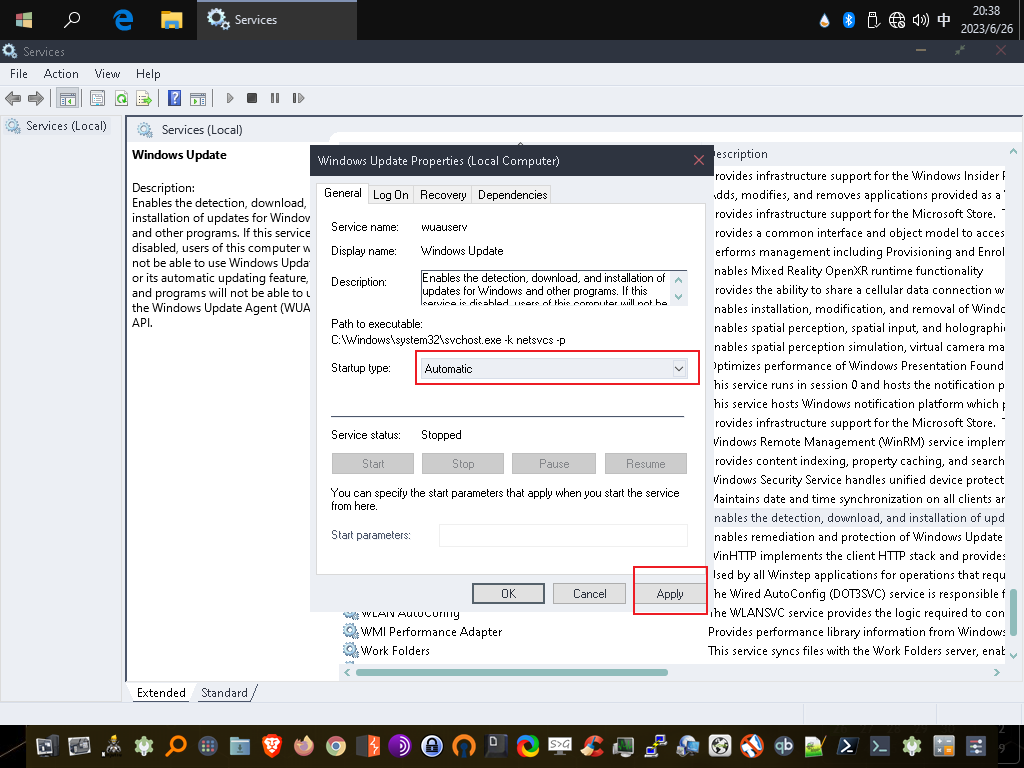 Services
中
20:38
2023/6/26
Services
File Action View Help
Services (Local)
Services (Local)
Windows Update
Description:
Enables the detection, download,
installation of updates for Window
and other programs. If this service
disabled, users of this computer w
not be able to use Windows Upda
or its automatic updating feature,
and programs will not be able to u
the Windows Update Agent (WUA
API.
Windows Update Properties (Local Computer)
General Log On Recovery Dependencies
Service name: wuauserv
Display name: Windows Update
Description: Enables the detection, download, and installation of
updates for Windows and other programs. If this
service is disabled, users of this computer will not be
Path to executable:
C:\Windows\system32\svchost.exe -k netsvcs -p
Startup type: Automatic
Service status: Stopped
Start Stop Pause Resume
You can specify the start parameters that apply when you start the service
from here.
Start parameters:
OK Cancel Apply
Description
rovides infrastructure support for the Windows Insider P
dds, modifies, and removes applications provided as a
rovides infrastructure support for the Microsoft Store.
rovides a common interface and object model to acces
erforms management including Provisioning and Enrol
nables Mixed Reality OpenXR runtime functionality
rovides the ability to share a cellular data connection w
nables installation, modification, and removal of Windo
nables spatial perception, spatial input, and holographi
nables spatial perception simulation, virtual camera ma
Optimizes performance of Windows Presentation Found
his service runs in session 0 and hosts the notification p
his service hosts Windows notification platform which p
rovides infrastructure support for the Microsoft Store.
Windows Remote Management (WinRM) service implem
rovides content indexing, property caching, and search
Windows Security Service handles unified device protect
Maintains date and time synchronization on all clients an
nables the detection, download, and installation of upd
nables remediation and protection of Windows Update
WinHTTP implements the client HTTP stack and provides
Used by all Winstep applications for operations that requ
he Wired AutoConfig (DOT3SVC) service is responsible f
WLAN AutoConfig he WLANSVC service provides the logic required to con
WMI Performance Adapter Provides performance library information from Windows
Work Folders This service syncs files with the Work Folders server, enab
Extended Standard